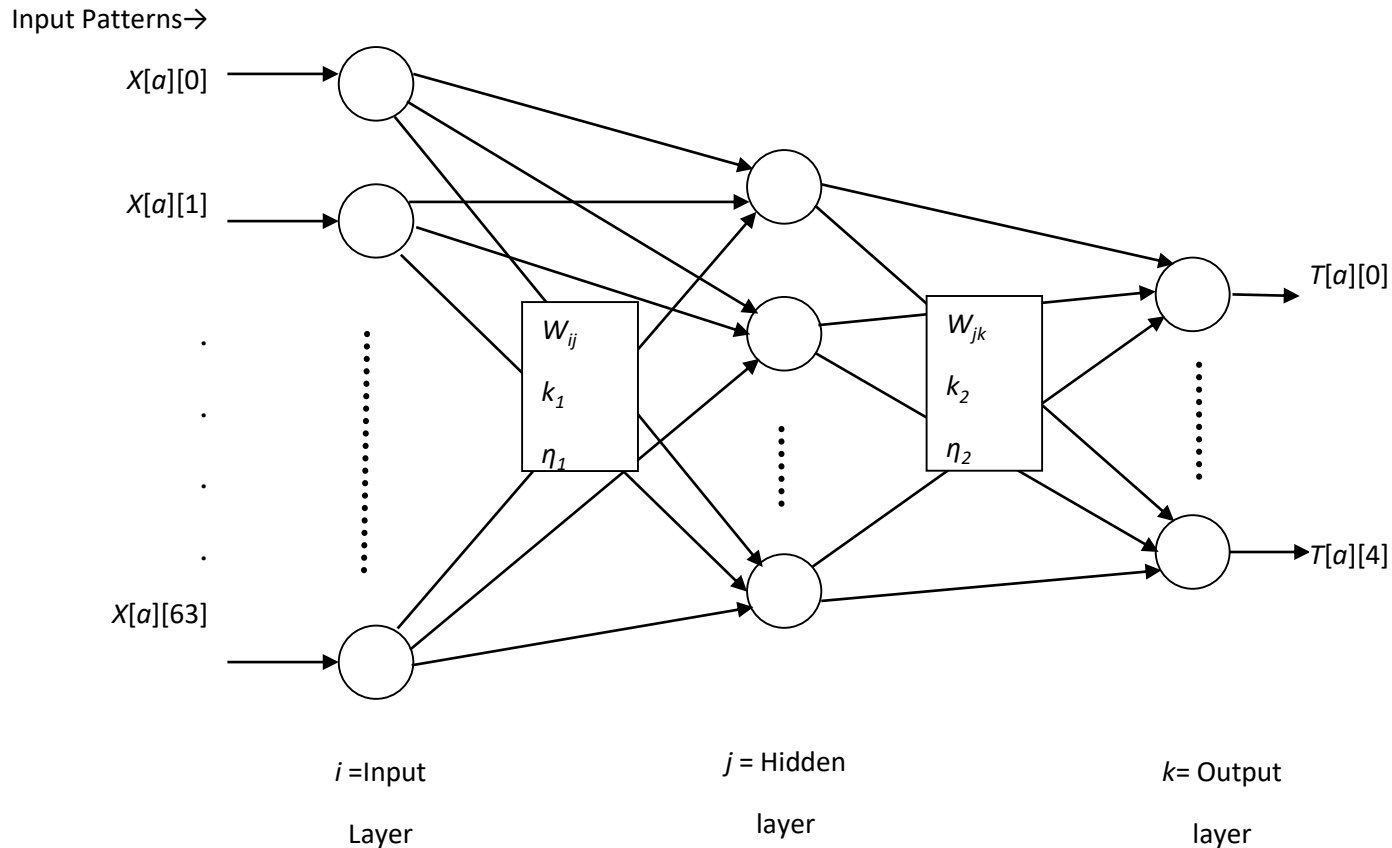 Input Patterns→
X[a][0]
X[a][1]
.
.
.
.
X[a][63]
W_ij
k_1
η_1
W_jk
k_2
η_2
T[a][0]
T[a][4]
i =Input
Layer
j = Hidden
layer
k= Output
layer